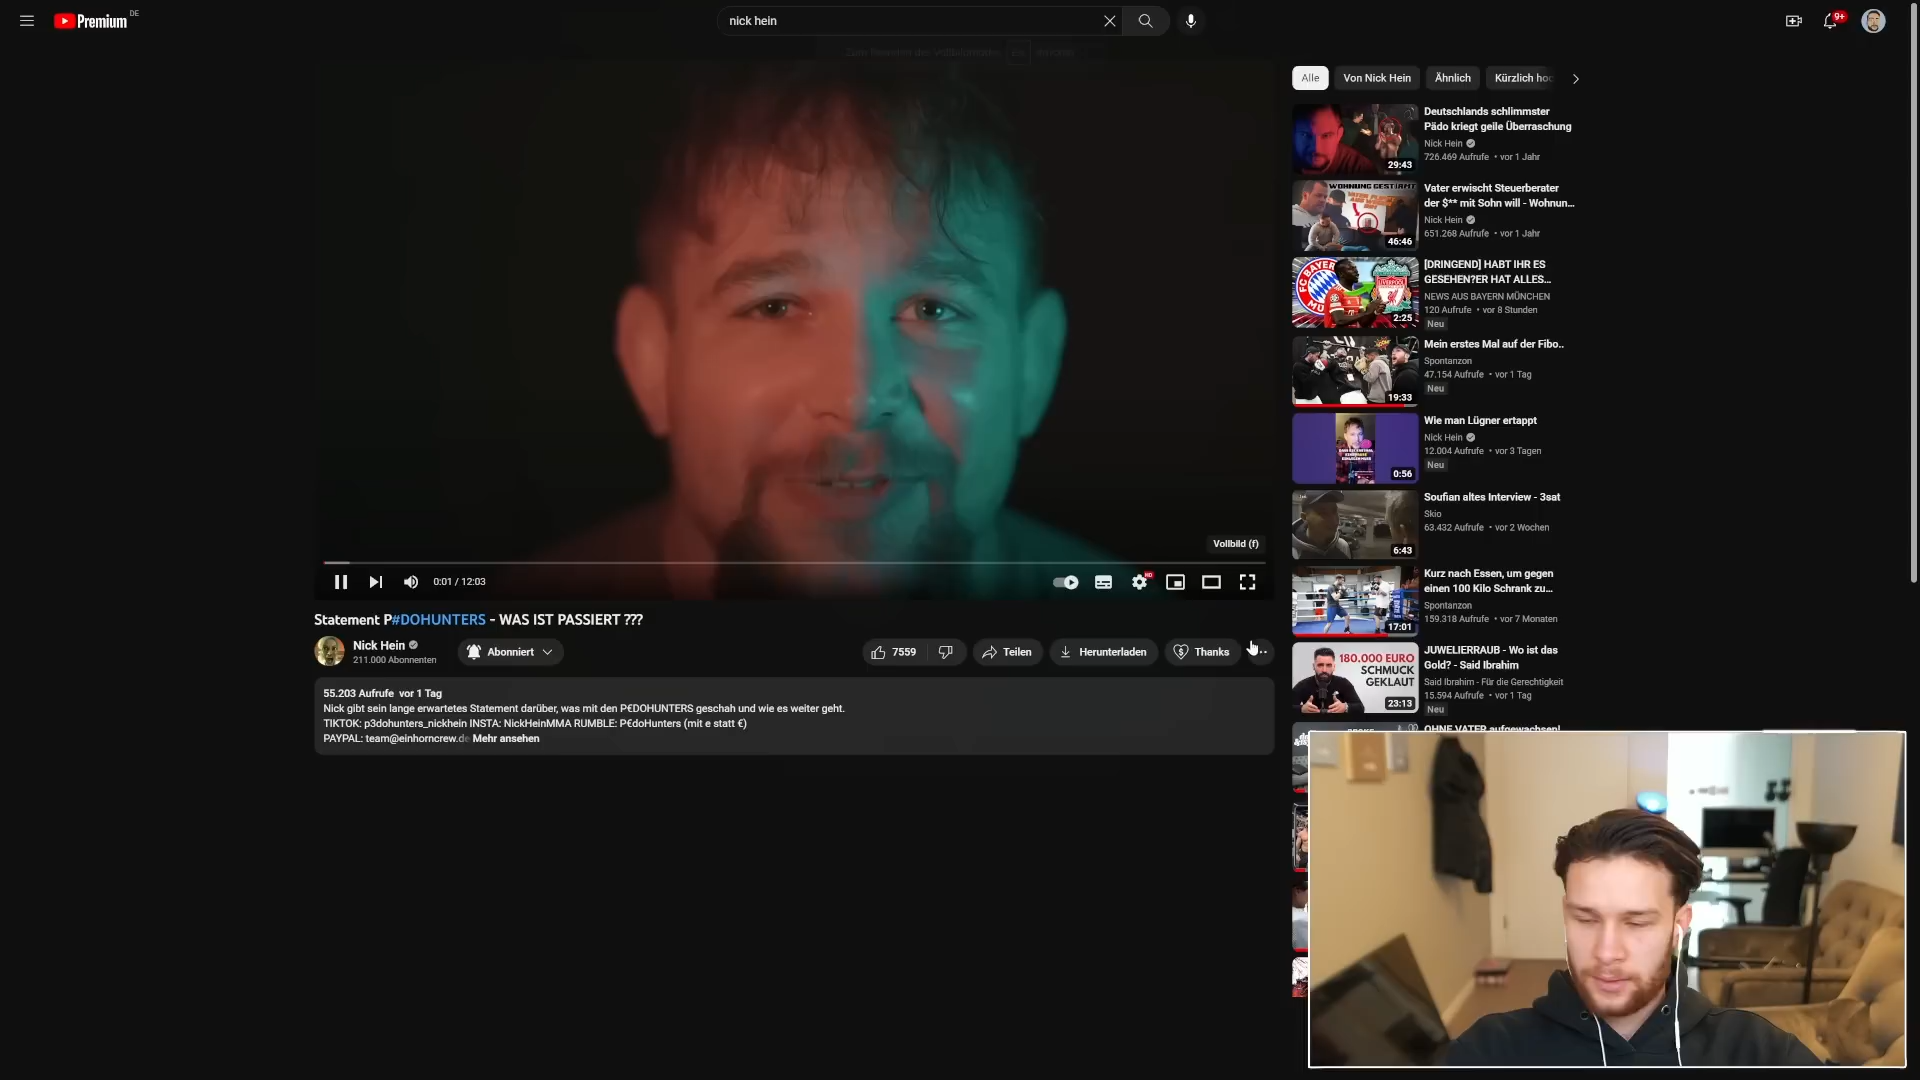 Premium DE
nick hein
9+
Alle
Von Nick Hein
Ähnlich
Kürzlich hoc
Deutschlands schlimmster
Pädo kriegt geile Überraschung
Nick Hein
726.469 Aufrufe • vor 1 Jahr
29:43
Vater erwischt Steuerberater
der $** mit Sohn will - Wohnun...
Nick Hein
651.268 Aufrufe • vor 1 Jahr
46:46
[DRINGEND] HABT IHR ES
GESEHEN?ER HAT ALLES...
NEWS AUS BAYERN MÜNCHEN
120 Aufrufe • vor 8 Stunden
Neu
2:25
Mein erstes Mal auf der Fibo..
Spontanzon
47.154 Aufrufe • vor 1 Tag
Neu
19:33
Wie man Lügner ertappt
Nick Hein
12.004 Aufrufe • vor 3 Tagen
Neu
0:56
Soufian altes Interview - 3sat
Skio
63.432 Aufrufe • vor 2 Wochen
6:43
Kurz nach Essen, um gegen
einen 100 Kilo Schrank zu...
Spontanzon
159.318 Aufrufe • vor 7 Monaten
17:01
JUWELIERRAUB - Wo ist das
Gold? - Said Ibrahim
Said Ibrahim - Für die Gerechtigkeit
15.594 Aufrufe • vor 1 Tag
Neu
180.000 EURO
SCHMUCK
GEKLAUT
23:13
OHNE VATER aufgewachsen!
Vollbild (f)
0:01 / 12:03
Statement P#DOHUNTERS - WAS IST PASSIERT ???
Nick Hein
211.000 Abonnenten
Abonniert
7559
Teilen
Herunterladen
Thanks
55.203 Aufrufe vor 1 Tag
Nick gibt sein lange erwartetes Statement darüber, was mit den P€DOHUNTERS geschah und wie es weiter geht.
TIKTOK: p3dohunters_nickhein INSTA: NickHeinMMA RUMBLE: P€doHunters (mit e statt €)
PAYPAL: team@einhorncrew.de Mehr ansehen